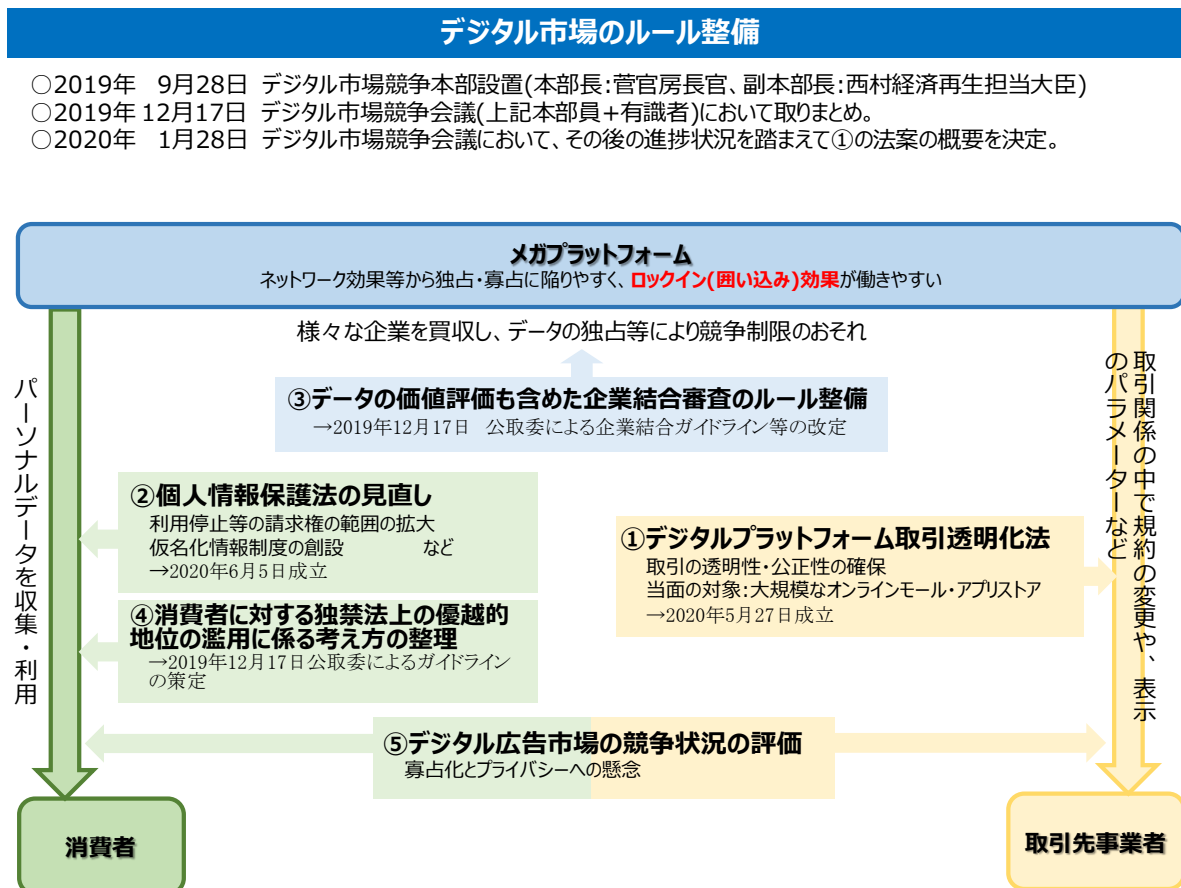 デジタル市場のルール整備
○2019年　9月28日 デジタル市場競争本部設置(本部長:菅官房長官、副本部長:西村経済再生担当大臣)
○2019年 12月17日 デジタル市場競争会議(上記本部員+有識者)において取りまとめ。
○2020年　1月28日 デジタル市場競争会議において、その後の進捗状況を踏まえて①の法案の概要を決定。
メガプラットフォーム
ネットワーク効果等から独占・寡占に陥りやすく、ロックイン(囲い込み)効果が働きやすい
様々な企業を買収し、データの独占等により競争制限のおそれ
③データの価値評価も含めた企業結合審査のルール整備
→2019年12月17日　公取委による企業結合ガイドライン等の改定
パーソナルデータを収集・利用
②個人情報保護法の見直し
利用停止等の請求権の範囲の拡大
仮名化情報制度の創設　　　　など
→2020年6月5日成立
④消費者に対する独禁法上の優越的
地位の濫用に係る考え方の整理
→2019年12月17日公取委によるガイドライン
の策定
①デジタルプラットフォーム取引透明化法
取引の透明性・公正性の確保
当面の対象:大規模なオンラインモール・アプリストア
→2020年5月27日成立
取引関係の中で規約の変更や、表示
のパラメーターなど
⑤デジタル広告市場の競争状況の評価
寡占化とプライバシーへの懸念
消費者
取引先事業者